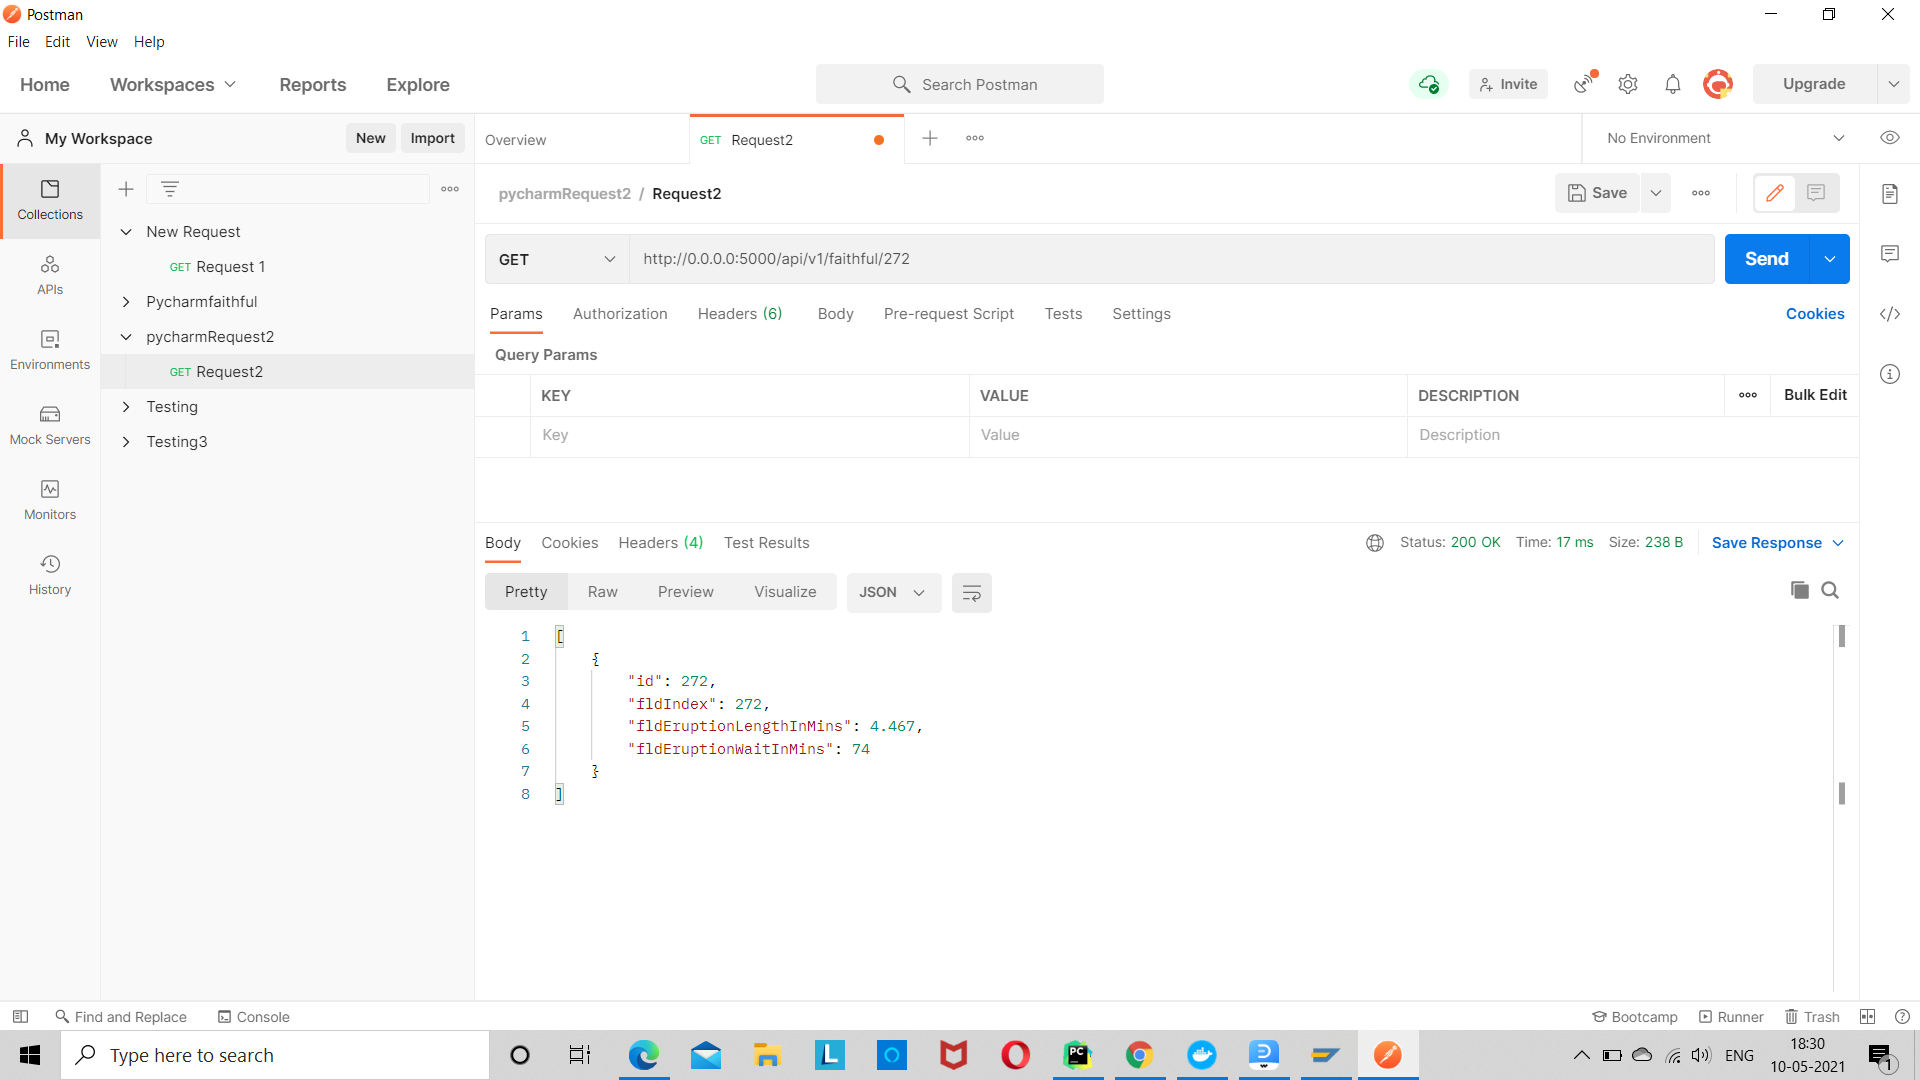 Postman
File Edit View Help
Home Workspaces Reports Explore Search Postman Invite Upgrade
My Workspace New Import Overview GET Request2 No Environment
Collections
APIs
Environments
Mock Servers
Monitors
History
New Request
GET Request 1
Pycharmfaithful
pycharmRequest2
GET Request2
Testing
Testing3
pycharmRequest2 / Request2 Save
GET http://0.0.0.0:5000/api/v1/faithful/272 Send
Params Authorization Headers (6) Body Pre-request Script Tests Settings Cookies
Query Params
KEY VALUE DESCRIPTION Bulk Edit
Key Value Description
Body Cookies Headers (4) Test Results Status: 200 OK Time: 17 ms Size: 238 B Save Response
Pretty Raw Preview Visualize JSON
1 [
2 {
3 "id": 272,
4 "fldIndex": 272,
5 "fldEruptionLengthInMins": 4.467,
6 "fldEruptionWaitInMins": 74
7 }
8 ]
Find and Replace Console Bootcamp Runner Trash
Type here to search L PC D w ENG 18:30
10-05-2021 1